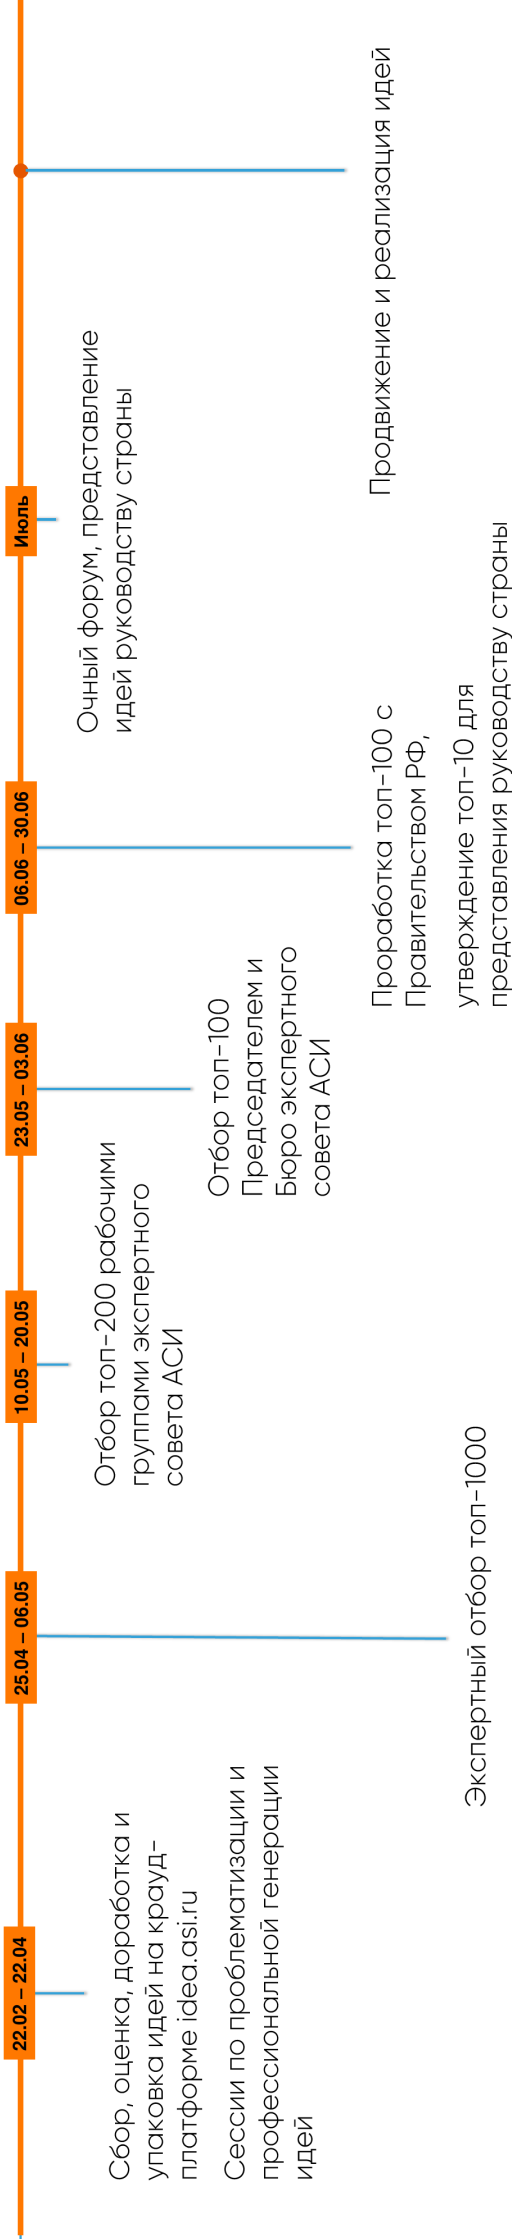 22.02 – 22.04
Сбор, оценка, доработка и
упаковка идей на крауд-
платформе idea.asi.ru
Сессии по проблематизации и
профессиональной генерации
идей
25.04 – 06.05
Экспертный отбор топ-1000
10.05 – 20.05
Отбор топ-200 рабочими
группами экспертного
совета АСИ
23.05 – 03.06
Отбор топ-100
Председателем и
Бюро экспертного
совета АСИ
06.06 – 30.06
Проработка топ-100 с
Правительством РФ,
утверждение топ-10 для
представления руководству страны
Июль
Очный форум, представление
идей руководству страны
Продвижение и реализация идей